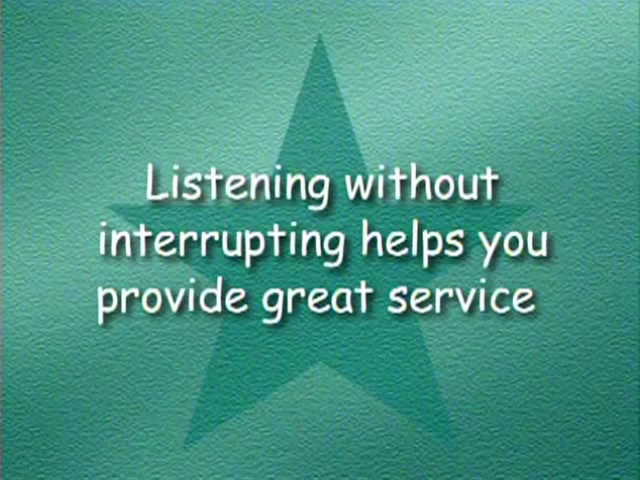 Listening without
interrupting helps you
provide great service